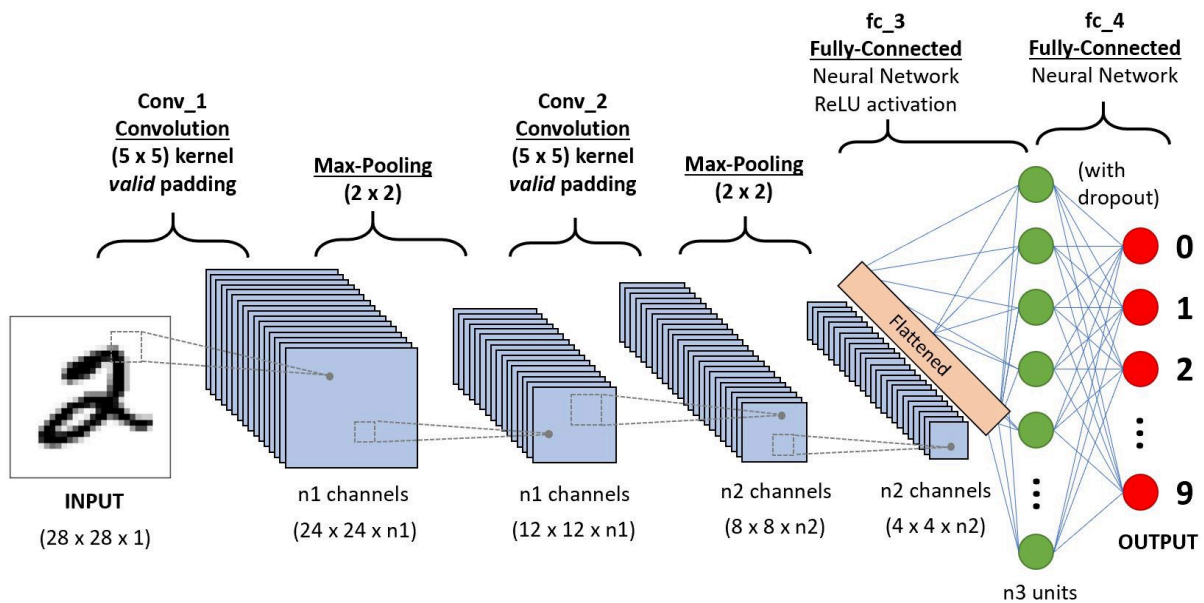 fc_3
Fully-Connected
Neural Network
ReLU activation
fc_4
Fully-Connected
Neural Network
Conv_1
Convolution
(5 x 5) kernel
valid padding
Max-Pooling
(2 x 2)
Conv_2
Convolution
(5 x 5) kernel
valid padding
Max-Pooling
(2 x 2)
(with
dropout)
Flattened
0
1
2
9
INPUT
(28 x 28 x 1)
n1 channels
(24 x 24 x n1)
n1 channels
(12 x 12 x n1)
n2 channels
(8 x 8 x n2)
n2 channels
(4 x 4 x n2)
OUTPUT
n3 units
2